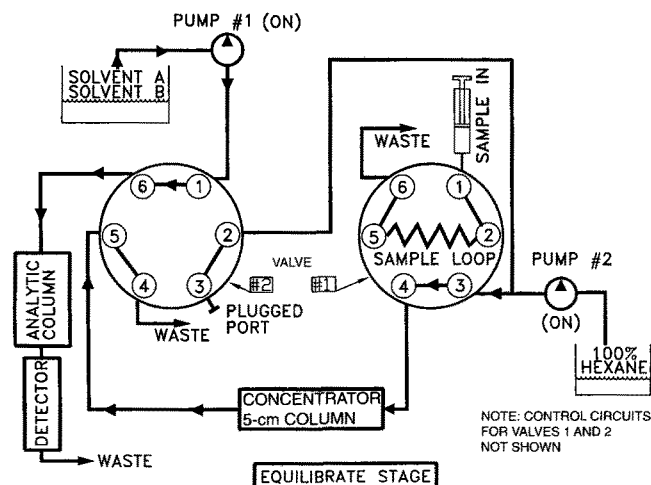 PUMP #1 (ON)
SOLVENT A
SOLVENT B
SAMPLE IN
WASTE
6
1
5
2
4
3
6
1
5
2
SAMPLE LOOP
4
3
VALVE
#2
#1
PLUGGED
PORT
WASTE
PUMP #2
(ON)
100%
HEXANE
ANALYTIC
COLUMN
DETECTOR
WASTE
CONCENTRATOR
5-cm COLUMN
NOTE: CONTROL CIRCUITS
FOR VALVES 1 AND 2
NOT SHOWN
EQUILIBRATE STAGE